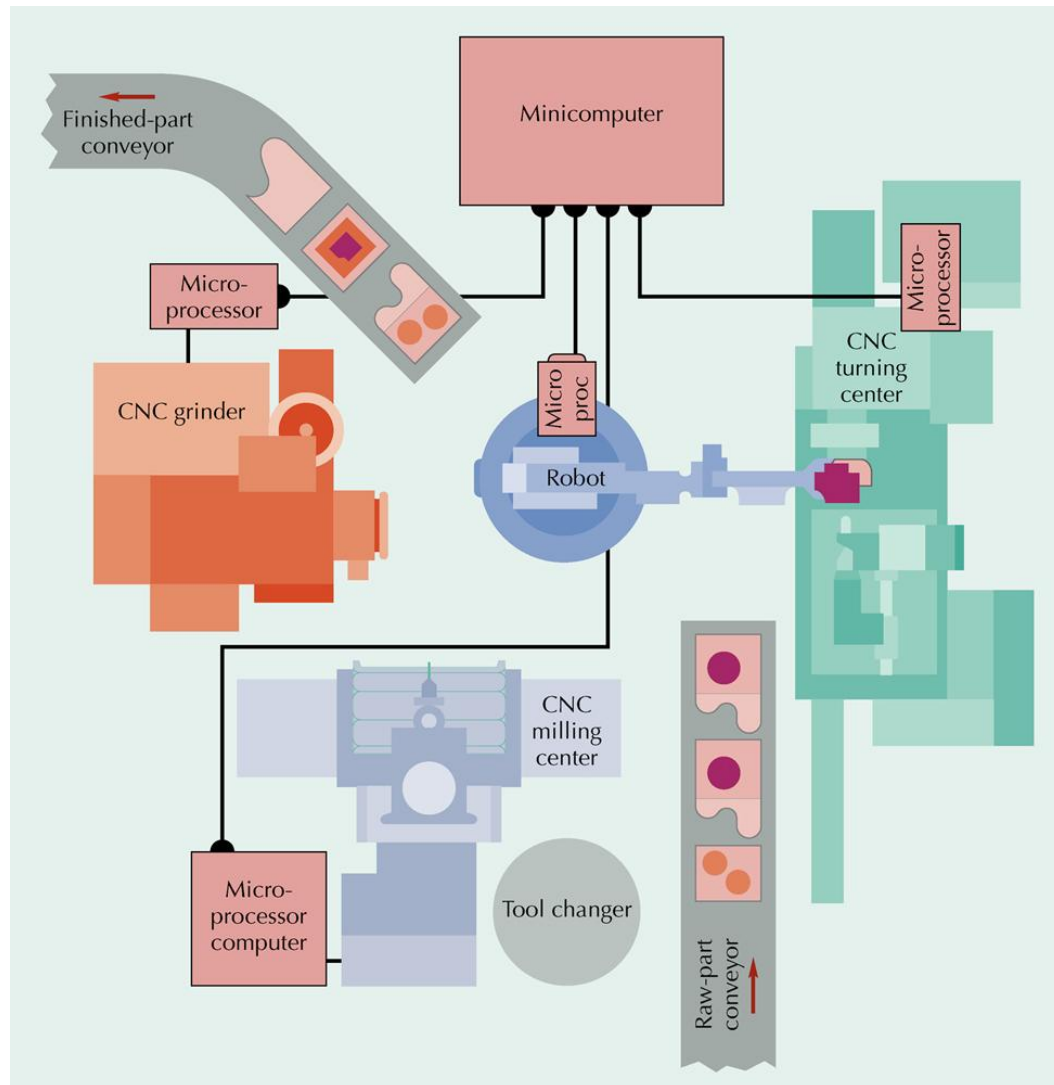 Minicomputer
Finished-part
conveyor
Micro-
processor
Micro-
processor
CNC
turning
center
CNC grinder
Micro
proc
Robot
CNC
milling
center
Micro-
processor
computer
Tool changer
Raw-part
conveyor